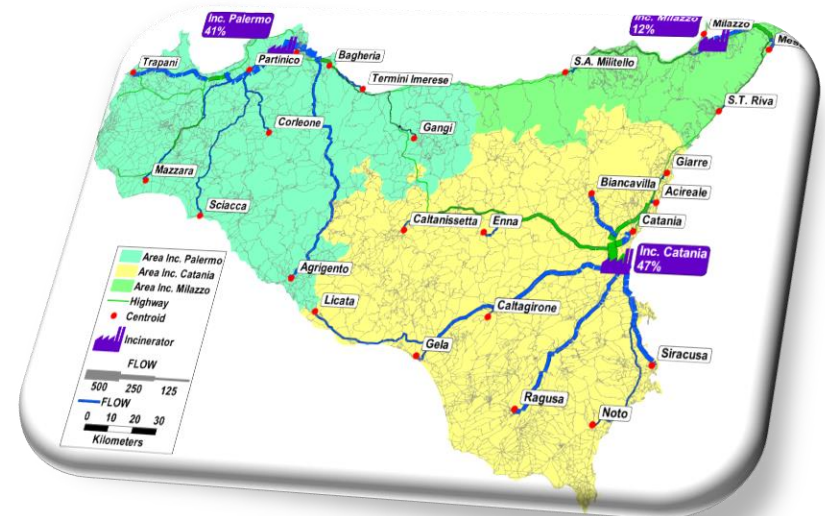 Inc. Palermo
41%
Inc. Milazzo
12%
Milazzo
Trapani
Partinico
Bagheria
Termini Imerese
S.A. Militello
S.T. Riva
Corleone
Gangi
Giarre
Mazzara
Biancavilla
Acireale
Sciacca
Caltanissetta
Enna
Catania
Inc. Catania
47%
Agrigento
Licata
Caltagirone
Gela
Siracusa
Ragusa
Noto
Area Inc. Palermo
Area Inc. Catania
Area Inc. Milazzo
Highway
Centroid
Incinerator
FLOW
500 250 125
FLOW
0 10 20 30
Kilometers